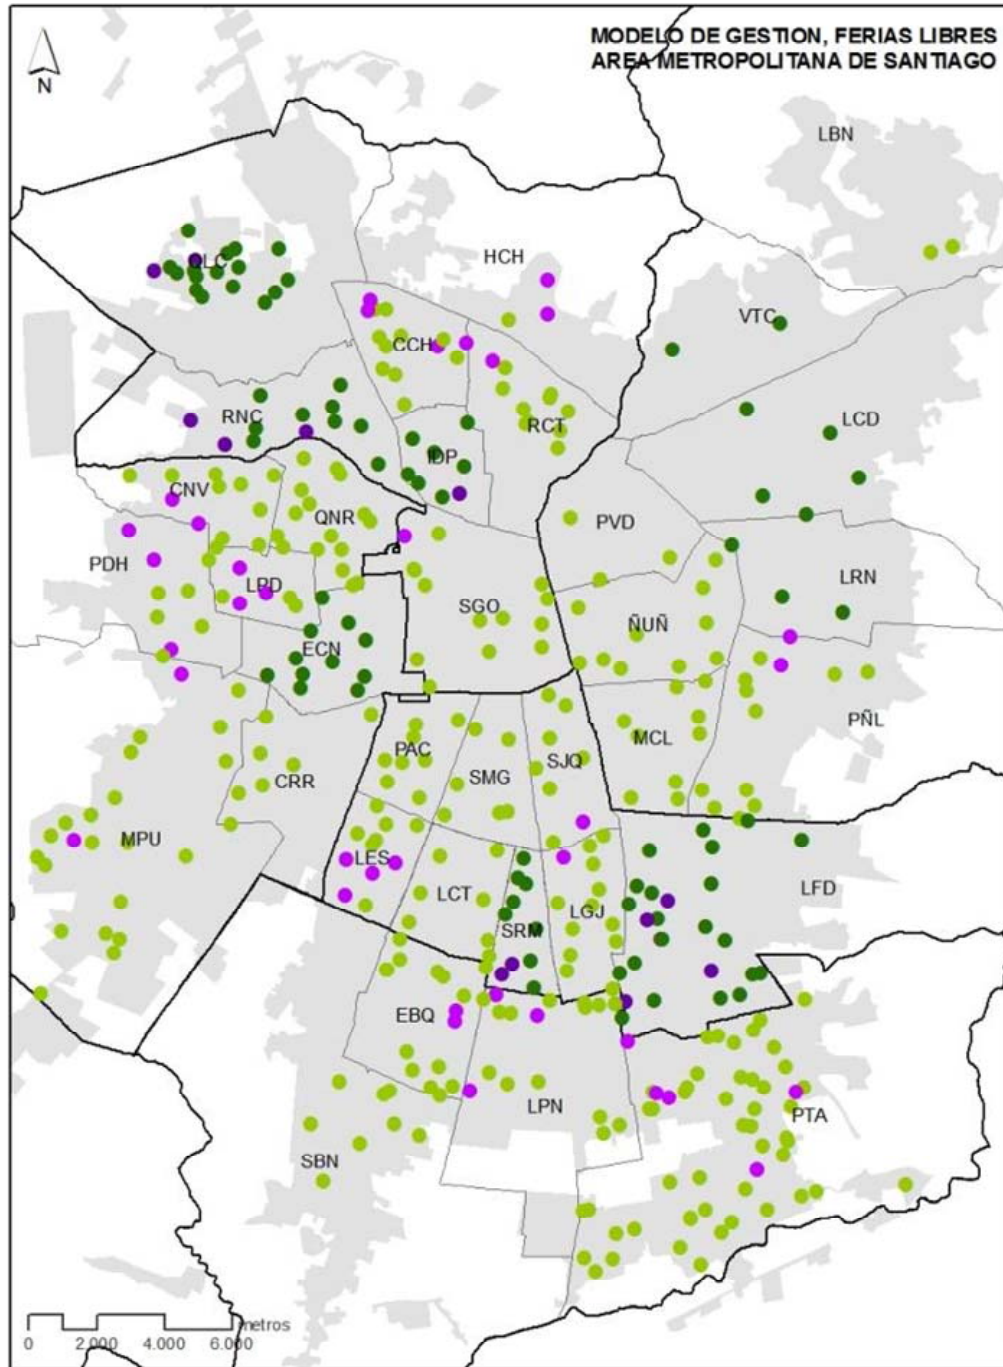 MODELO DE GESTION, FERIAS LIBRES
AREA METROPOLITANA DE SANTIAGO
N
LBN
QLC
HCH
VTC
CCH
RNC
RCT
LCD
IDP
CNV
QNR
PVD
PDH
LPD
LRN
SGO
ÑUÑ
ECN
PÑL
PAC
SJQ
MCL
SMG
CRR
MPU
LES
LCT
LGJ
LFD
SRM
EBQ
LPN
PTA
SBN
metros
0 2.000 4.000 6.000